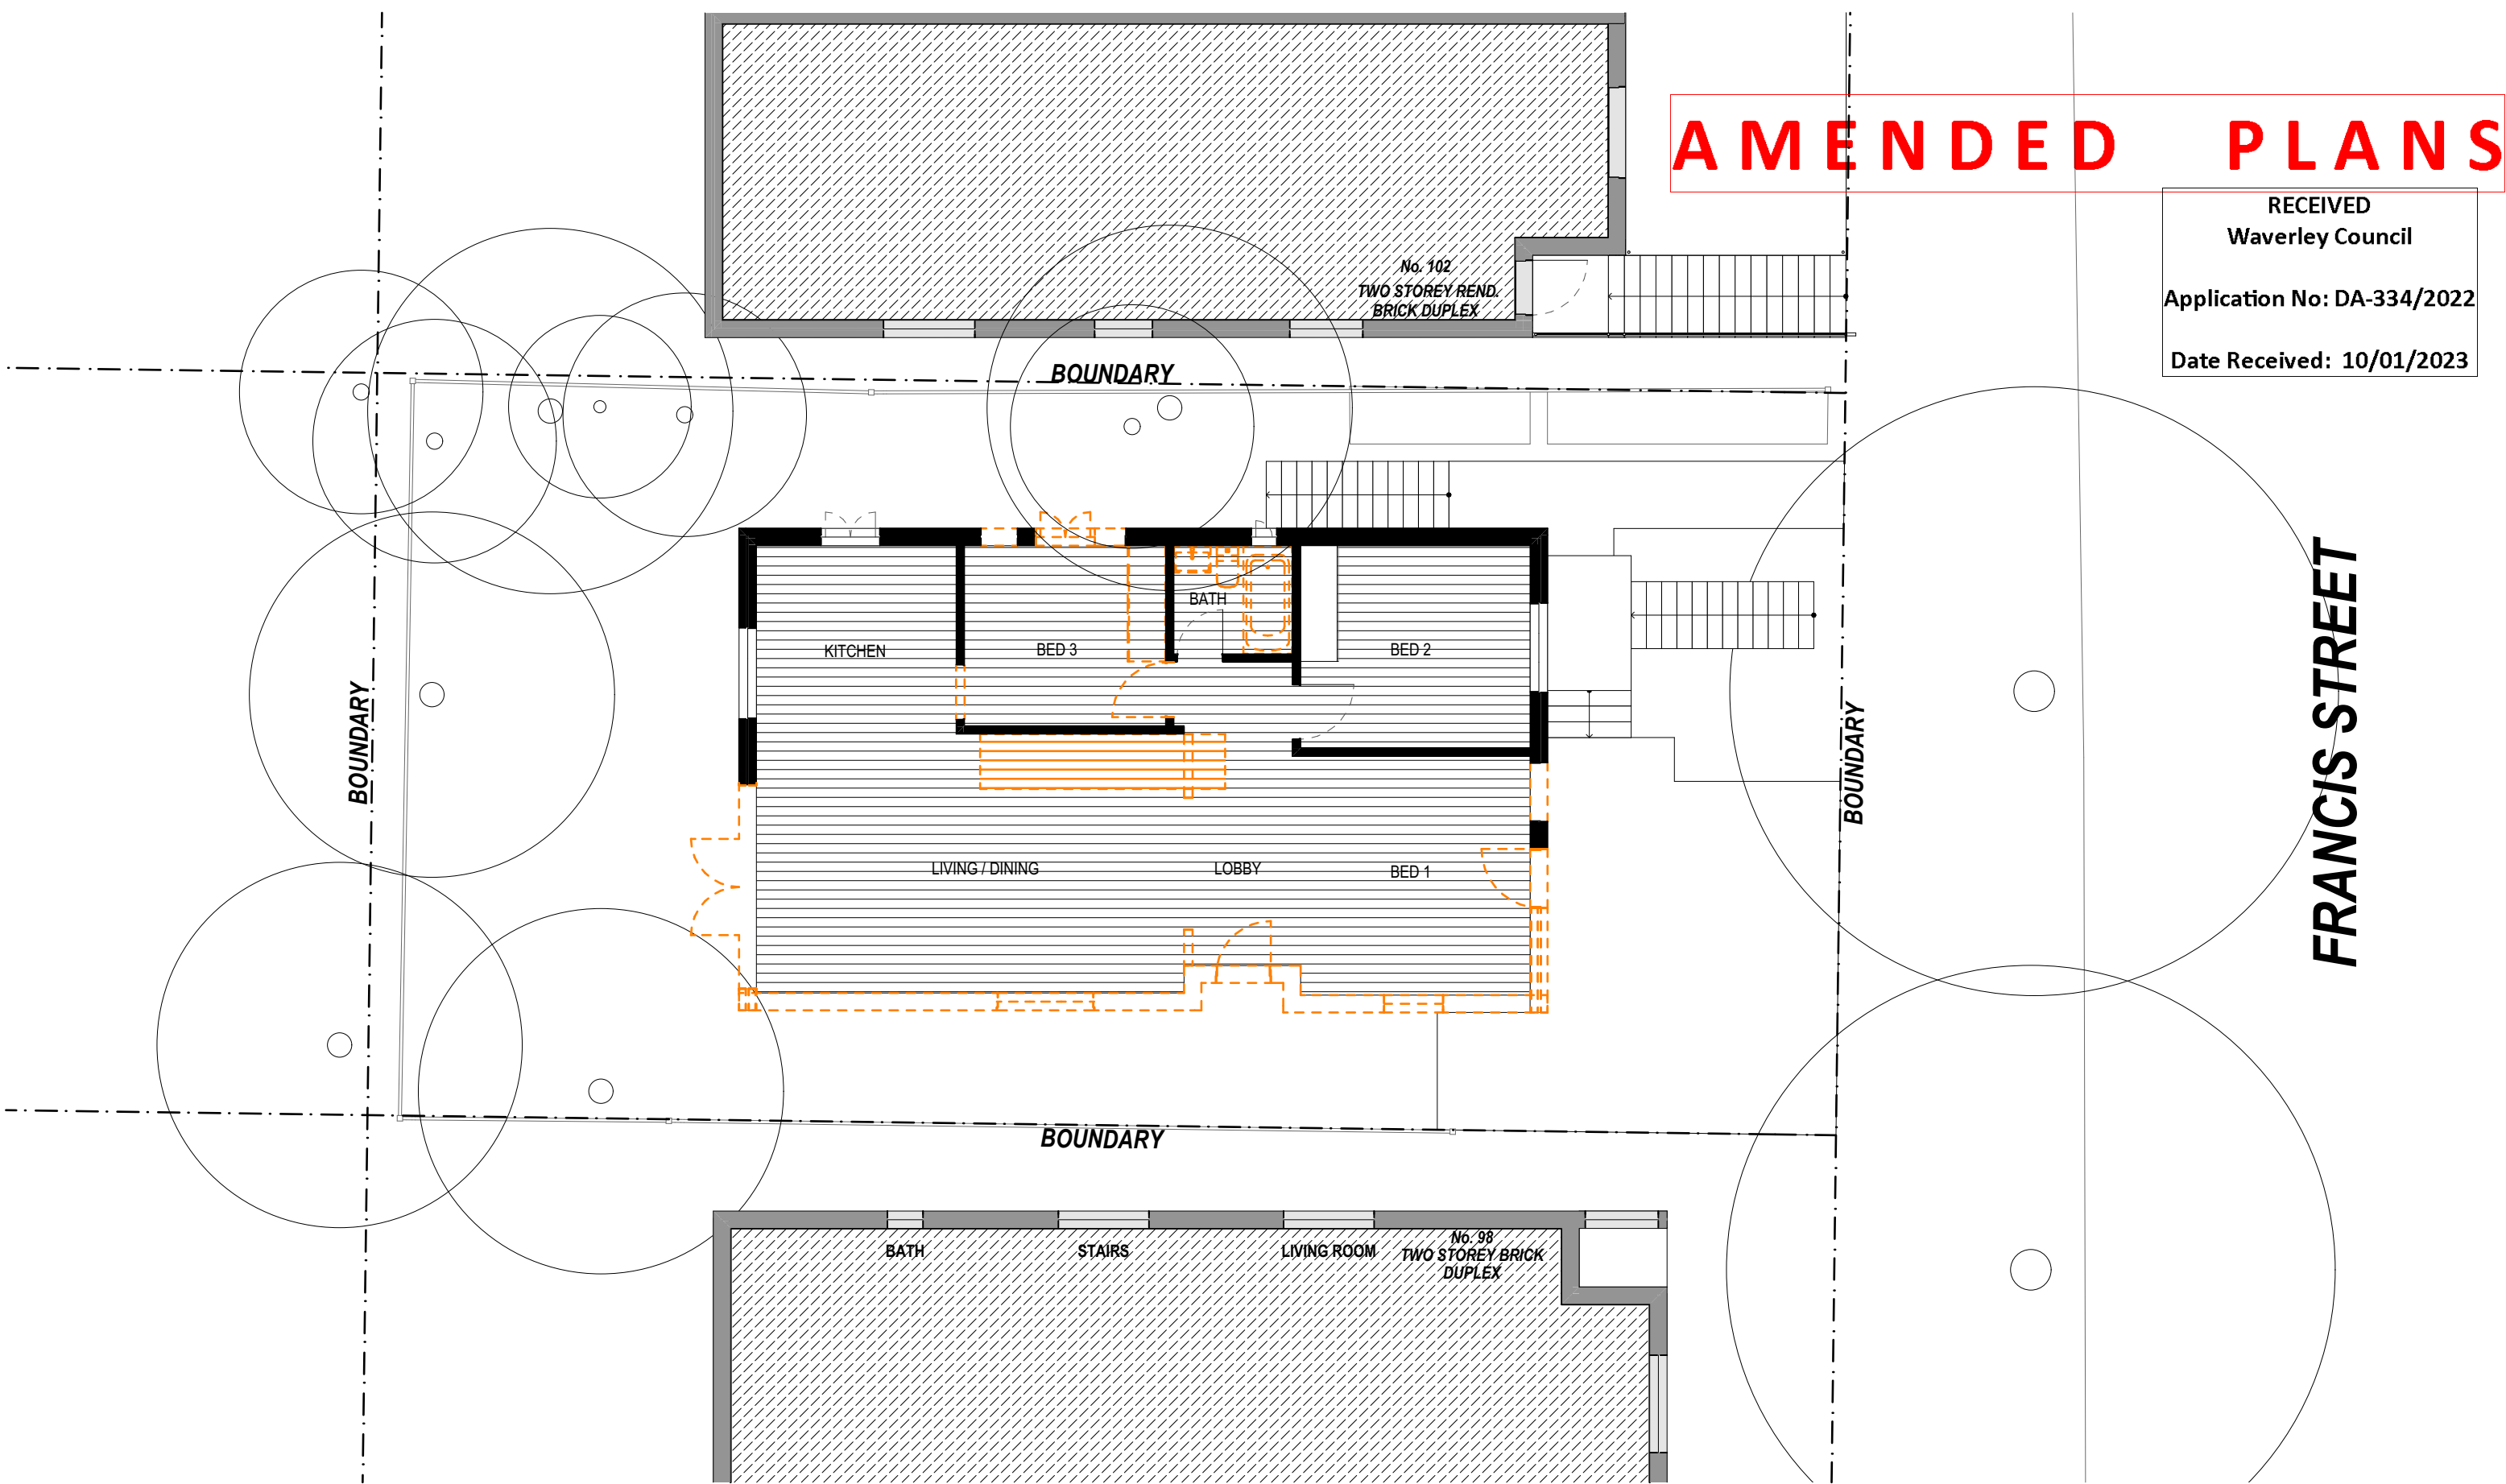 AMENDED PLANS
RECEIVED
Waverley Council
Application No: DA-334/2022
Date Received: 10/01/2023
No. 102
TWO STOREY REND.
BRICK DUPLEX
BOUNDARY
BATH
KITCHEN
BED 3
BED 2
BOUNDARY
BOUNDARY
FRANCIS STREET
LIVING / DINING
LOBBY
BED 1
BOUNDARY
BATH
STAIRS
LIVING ROOM
No. 98
TWO STOREY BRICK
DUPLEX